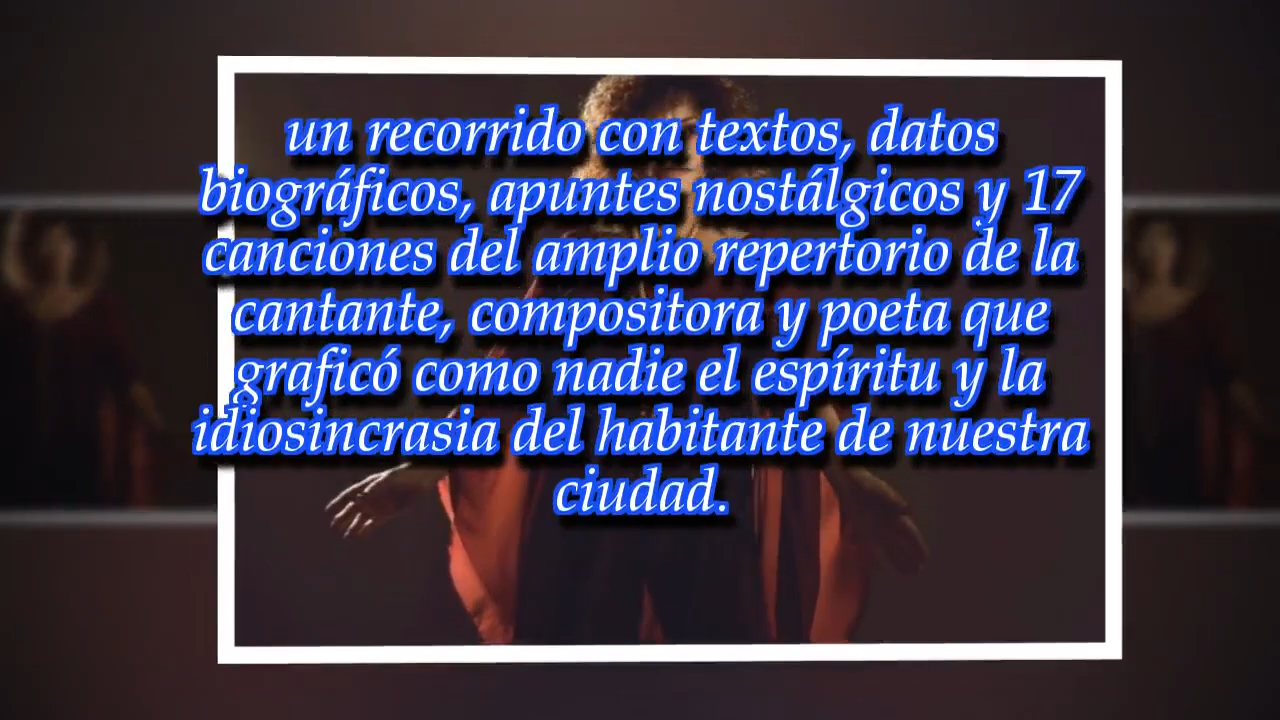 un recorrido con textos, datos
biográficos, apuntes nostálgicos y 17
canciones del amplio repertorio de la
cantante, compositora y poeta que
graficó como nadie el espíritu y la
idiosincrasia del habitante de nuestra
ciudad.